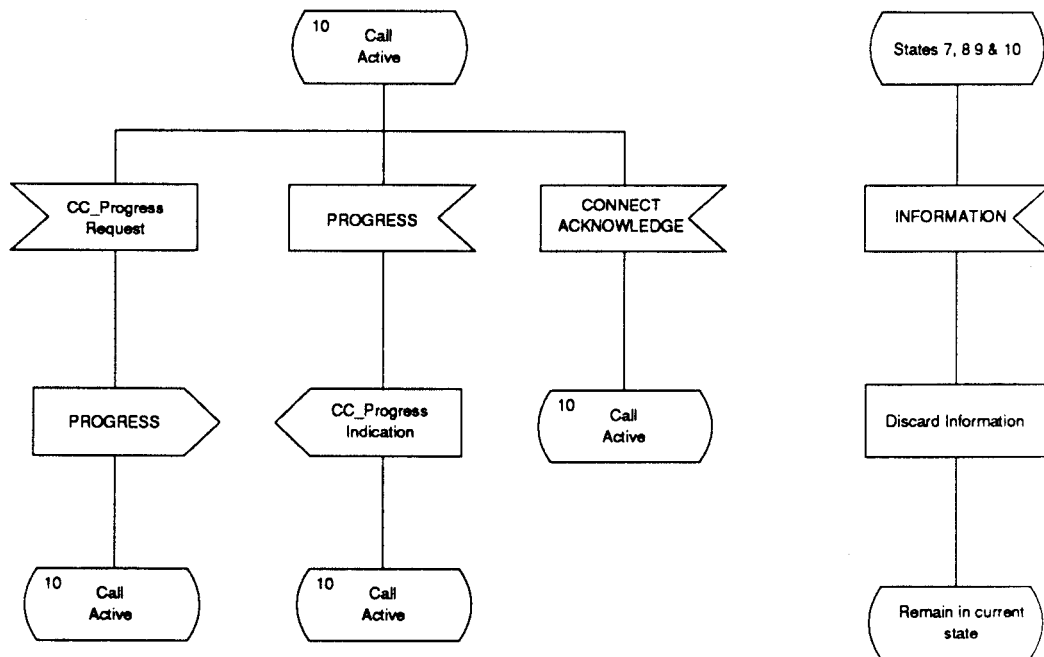 10
Call
Active
States 7, 8 9 & 10
CC_Progress
Request
PROGRESS
CONNECT
ACKNOWLEDGE
INFORMATION
PROGRESS
CC_Progress
Indication
10
Call
Active
Discard Information
10
Call
Active
10
Call
Active
Remain in current
state